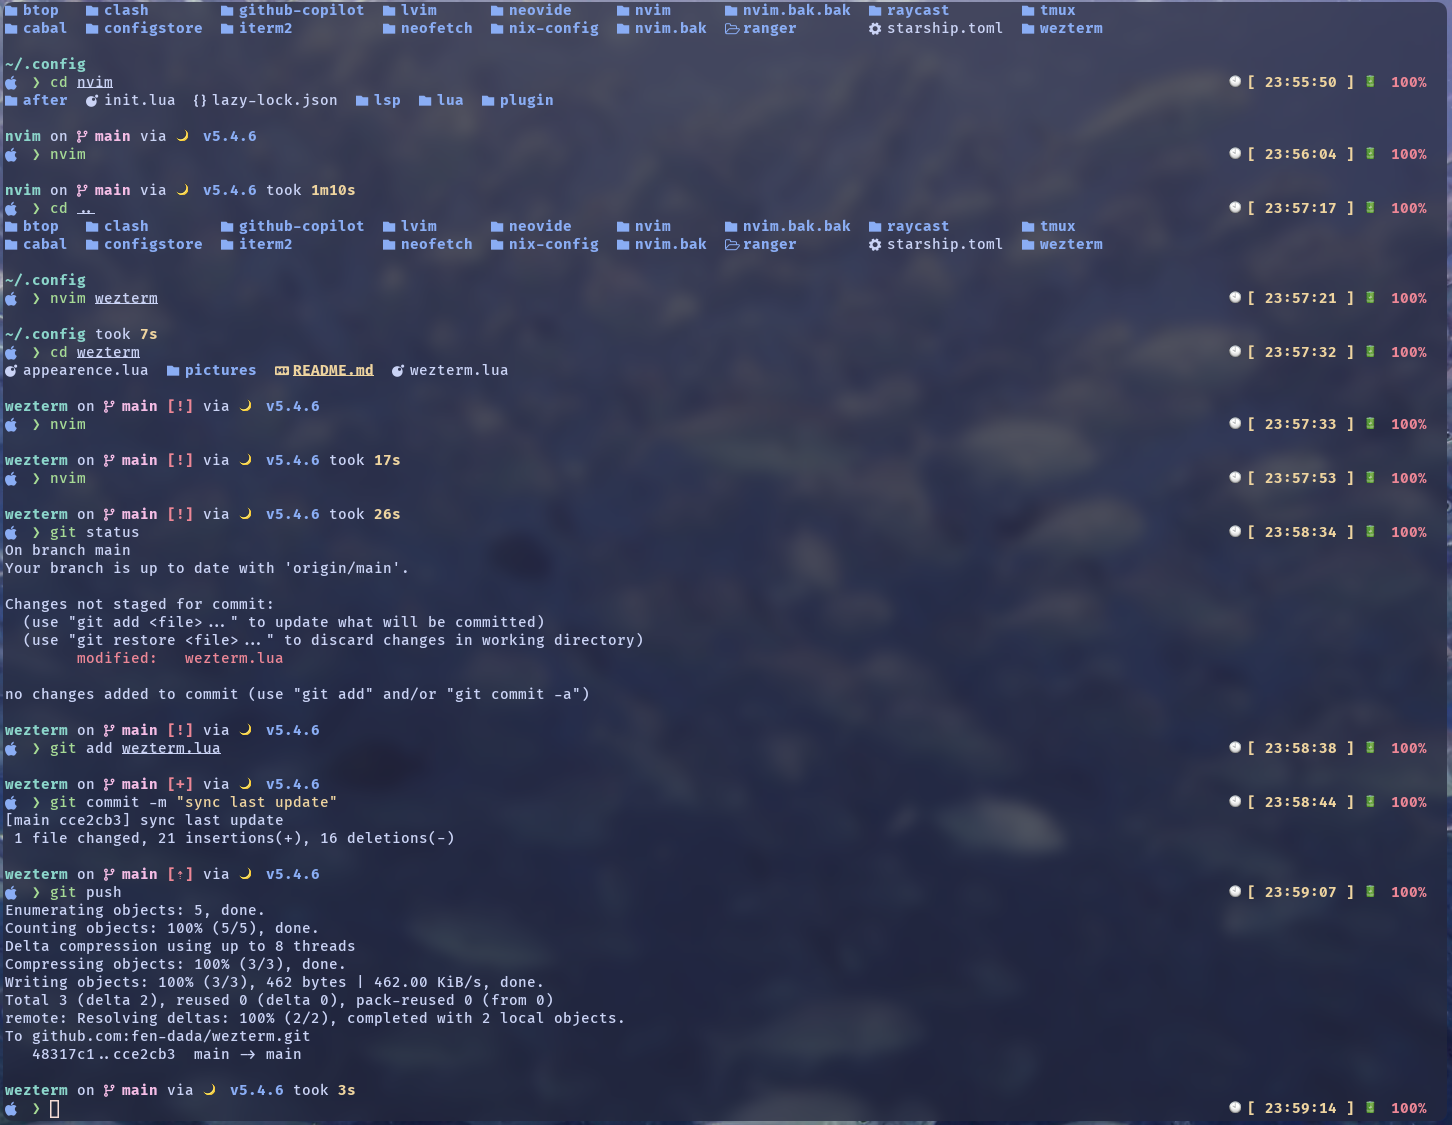 btop clash github-copilot lvim neovide nvim nvim.bak.bak raycast tmux
cabal configstore iterm2 neofetch nix-config nvim.bak ranger starship.toml wezterm
~/.config
❯ cd nvim [ 23:55:50 ] 100%
after init.lua {} lazy-lock.json lsp lua plugin
nvim on main via v5.4.6
❯ nvim [ 23:56:04 ] 100%
nvim on main via v5.4.6 took 1m10s
❯ cd .. [ 23:57:17 ] 100%
btop clash github-copilot lvim neovide nvim nvim.bak.bak raycast tmux
cabal configstore iterm2 neofetch nix-config nvim.bak ranger starship.toml wezterm
~/.config
❯ nvim wezterm [ 23:57:21 ] 100%
~/.config took 7s
❯ cd wezterm [ 23:57:32 ] 100%
appearence.lua pictures README.md wezterm.lua
wezterm on main [!] via v5.4.6
❯ nvim [ 23:57:33 ] 100%
wezterm on main [!] via v5.4.6 took 17s
❯ nvim [ 23:57:53 ] 100%
wezterm on main [!] via v5.4.6 took 26s
❯ git status [ 23:58:34 ] 100%
On branch main
Your branch is up to date with 'origin/main'.
Changes not staged for commit:
(use "git add <file>..." to update what will be committed)
(use "git restore <file>..." to discard changes in working directory)
modified: wezterm.lua
no changes added to commit (use "git add" and/or "git commit -a")
wezterm on main [!] via v5.4.6
❯ git add wezterm.lua [ 23:58:38 ] 100%
wezterm on main [+] via v5.4.6
❯ git commit -m "sync last update" [ 23:58:44 ] 100%
[main cce2cb3] sync last update
1 file changed, 21 insertions(+), 16 deletions(-)
wezterm on main [⇡] via v5.4.6
❯ git push [ 23:59:07 ] 100%
Enumerating objects: 5, done.
Counting objects: 100% (5/5), done.
Delta compression using up to 8 threads
Compressing objects: 100% (3/3), done.
Writing objects: 100% (3/3), 462 bytes | 462.00 KiB/s, done.
Total 3 (delta 2), reused 0 (delta 0), pack-reused 0 (from 0)
remote: Resolving deltas: 100% (2/2), completed with 2 local objects.
To github.com:fen-dada/wezterm.git
48317c1..cce2cb3 main -> main
wezterm on main via v5.4.6 took 3s
❯ [ 23:59:14 ] 100%